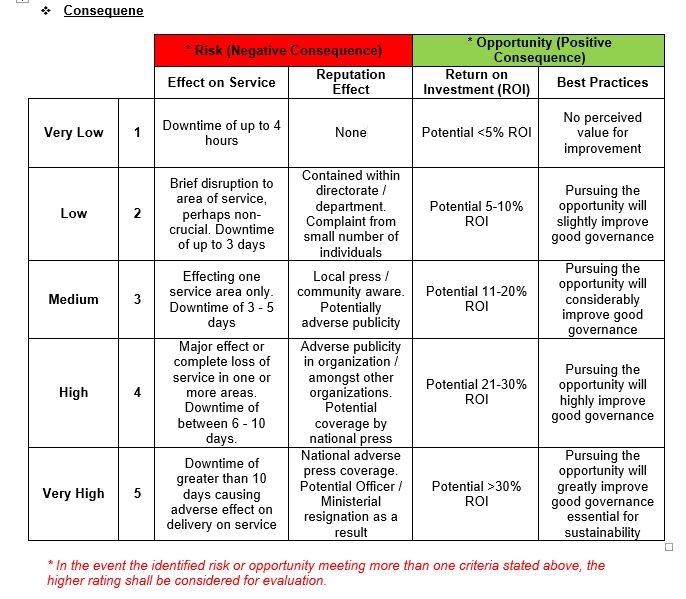 ❖ Consequene
* Risk (Negative Consequence)
* Opportunity (Positive
Consequence)
Effect on Service
Reputation
Effect
Return on
Investment (ROI)
Best Practices
Very Low
1
Downtime of up to 4
hours
None
Potential <5% ROI
No perceived
value for
improvement
Low
2
Brief disruption to
area of service,
perhaps non-
crucial. Downtime
of up to 3 days
Contained within
directorate /
department.
Complaint from
small number of
individuals
Potential 5-10%
ROI
Pursuing the
opportunity will
slightly improve
good governance
Medium
3
Effecting one
service area only.
Downtime of 3 - 5
days
Local press /
community aware.
Potentially
adverse publicity
Potential 11-20%
ROI
Pursuing the
opportunity will
considerably
improve good
governance
High
4
Major effect or
complete loss of
service in one or
more areas.
Downtime of
between 6 - 10
days.
Adverse publicity
in organization /
amongst other
organizations.
Potential
coverage by
national press
Potential 21-30%
ROI
Pursuing the
opportunity will
highly improve
good governance
Very High
5
Downtime of
greater than 10
days causing
adverse effect on
delivery on service
National adverse
press coverage.
Potential Officer /
Ministerial
resignation as a
result
Potential >30%
ROI
Pursuing the
opportunity will
greatly improve
good governance
essential for
sustainability
* In the event the identified risk or opportunity meeting more than one criteria stated above, the
higher rating shall be considered for evaluation.